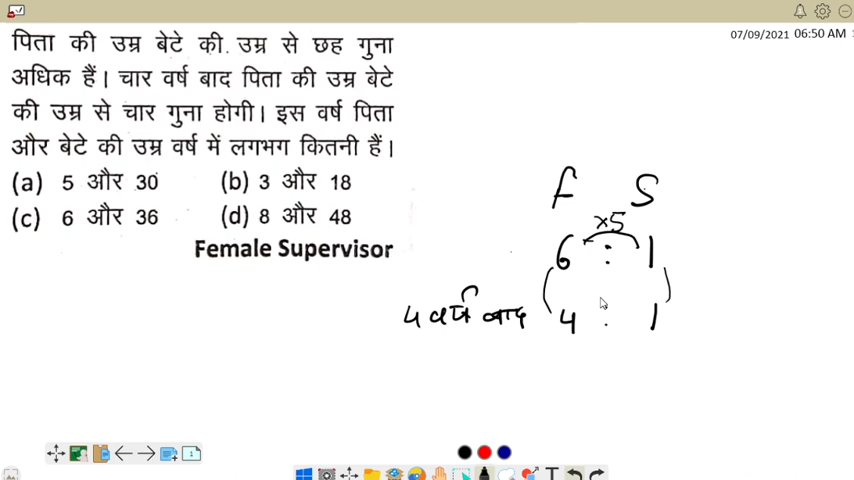 07/09/2021 06:50 AM
पिता की उम्र बेटे की उम्र से छह गुना
अधिक हैं। चार वर्ष बाद पिता की उम्र बेटे
की उम्र से चार गुना होगी। इस वर्ष पिता
और बेटे की उम्र वर्ष में लगभग कितनी हैं।
(a) 5 और 30 (b) 3 और 18
(c) 6 और 36 (d) 8 और 48
Female Supervisor
F S
×5
6 : 1
4 वर्ष बाद 4 : 1
1
T